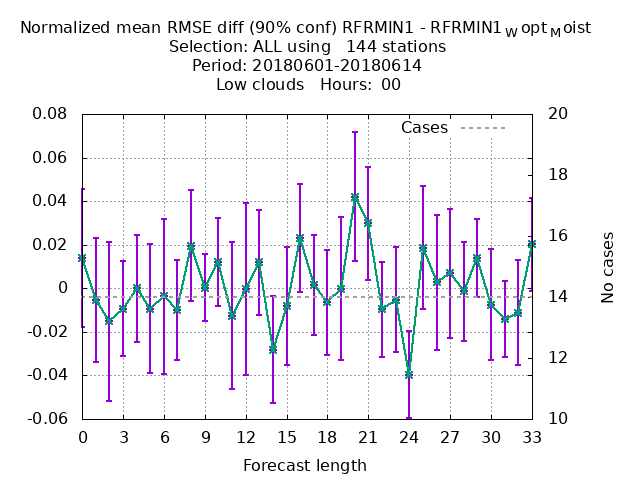 Normalized mean RMSE diff (90% conf) RFRMIN1 - RFRMIN1WoptMoist
Selection: ALL using   144 stations
Period: 20180601-20180614
Low clouds   Hours:  00
0.08
0.06
0.04
0.02
0
-0.02
-0.04
-0.06
Cases
20
18
16
14
12
10
No cases
0 3 6 9 12 15 18 21 24 27 30 33
Forecast length